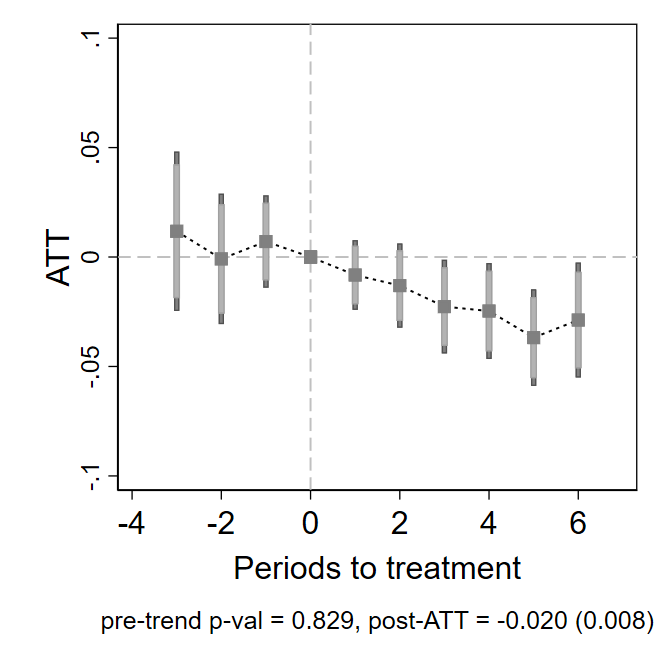 .1
.05
0
-.05
-.1
ATT
-4 -2 0 2 4 6
Periods to treatment
pre-trend p-val = 0.829, post-ATT = -0.020 (0.008)